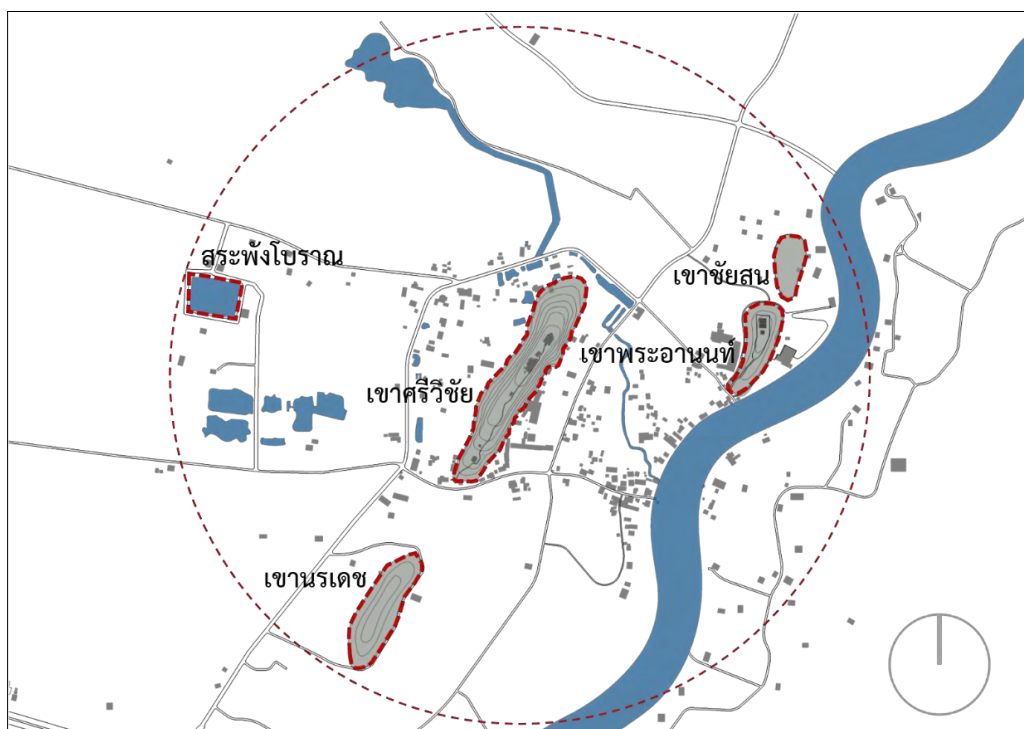 สระพังโบราณ
เขาชัยสน
เขาพระอานนท์
เขาศรีวิชัย
เขานรเดช